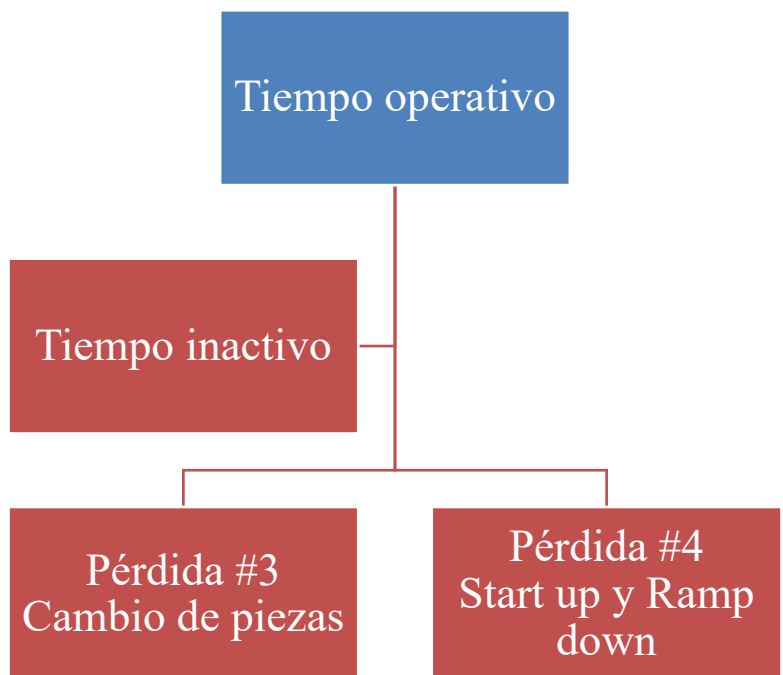 Tiempo operativo
Tiempo inactivo
Pérdida #3
Cambio de piezas
Pérdida #4
Start up y Ramp
down